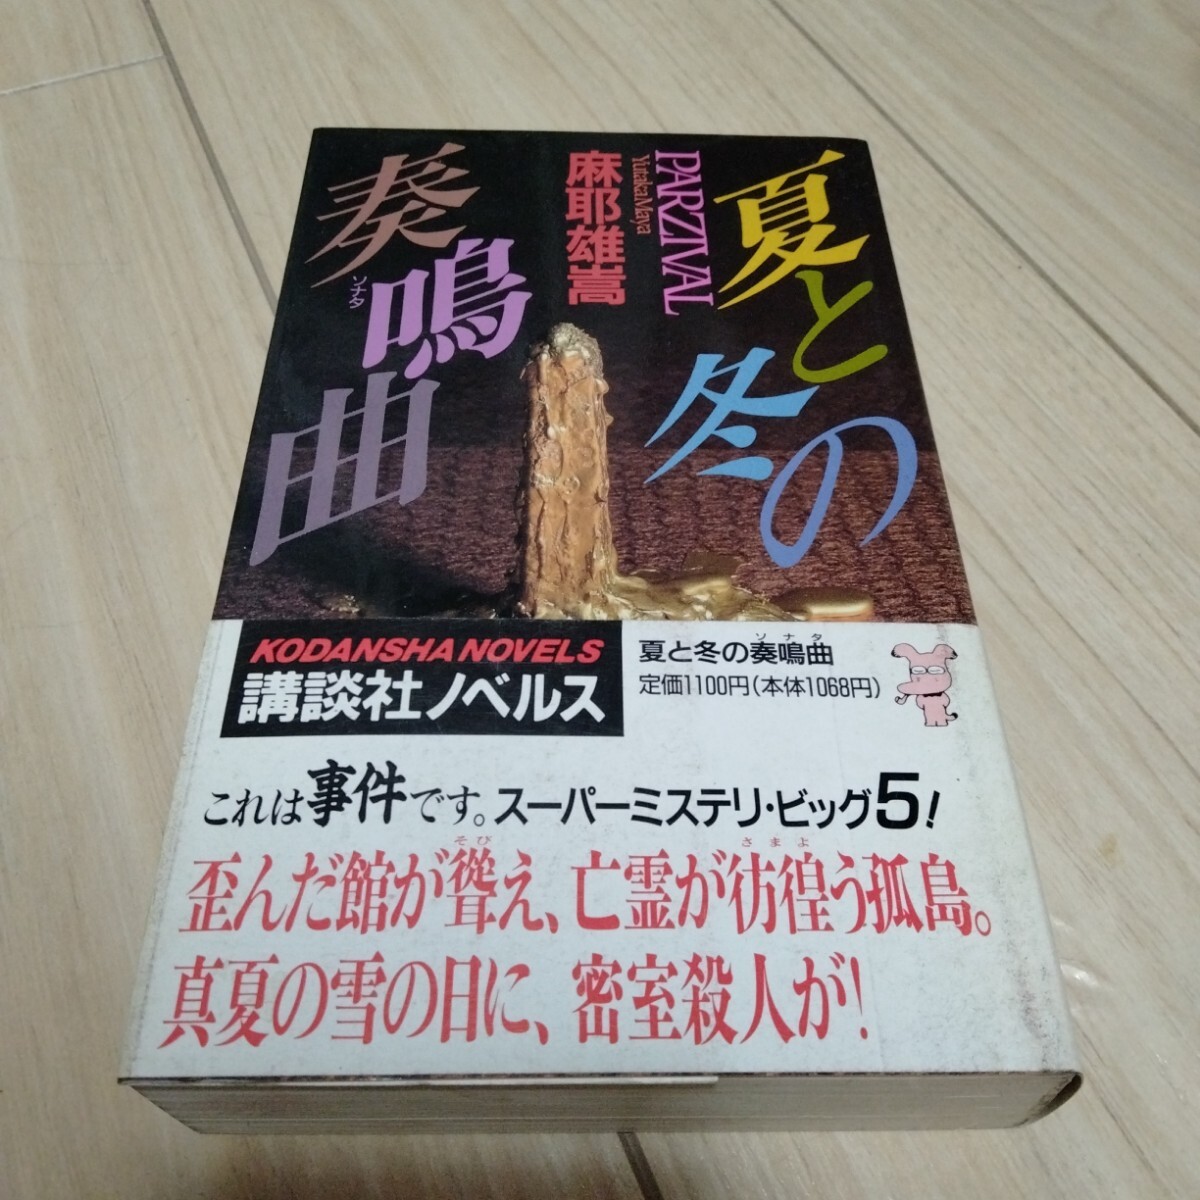 夏と冬の
奏鳴曲
ソナタ
PARZIVAL
Yutaka Maya
麻耶雄嵩
KODANSHA NOVELS
講談社ノベルス
ソナタ
夏と冬の奏鳴曲
定価1100円(本体1068円)
これは事件です。スーパーミステリ・ビッグ5!
そび
さまよ
歪んだ館が聳え、亡霊が彷徨う孤島。
真夏の雪の日に、密室殺人が!